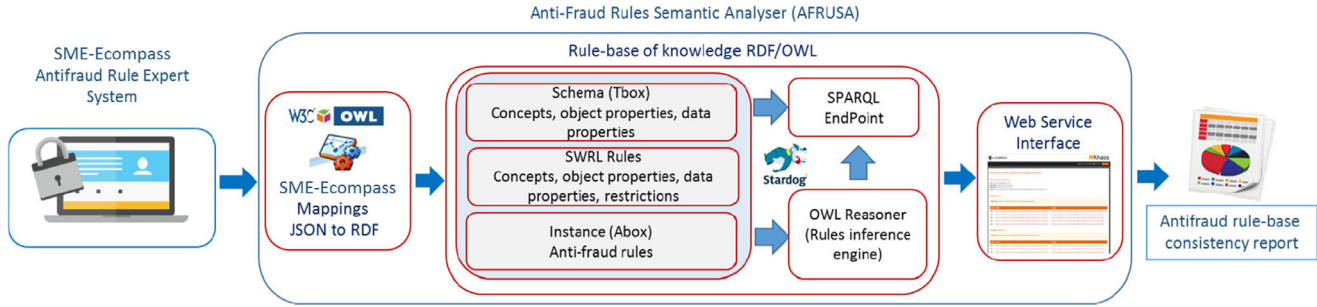 Anti-Fraud Rules Semantic Analyser (AFRUSA)
SME-Ecompass
Antifraud Rule Expert
System
W3C OWL
SME-Ecompass
Mappings
JSON to RDF
Rule-base of knowledge RDF/OWL
Schema (Tbox)
Concepts, object properties, data
properties
SWRL Rules
Concepts, object properties, data
properties, restrictions
Instance (Abox)
Anti-fraud rules
SPARQL
EndPoint
Stardog
OWL Reasoner
(Rules inference
engine)
Web Service
Interface
Khaos
Antifraud rule-base
consistency report